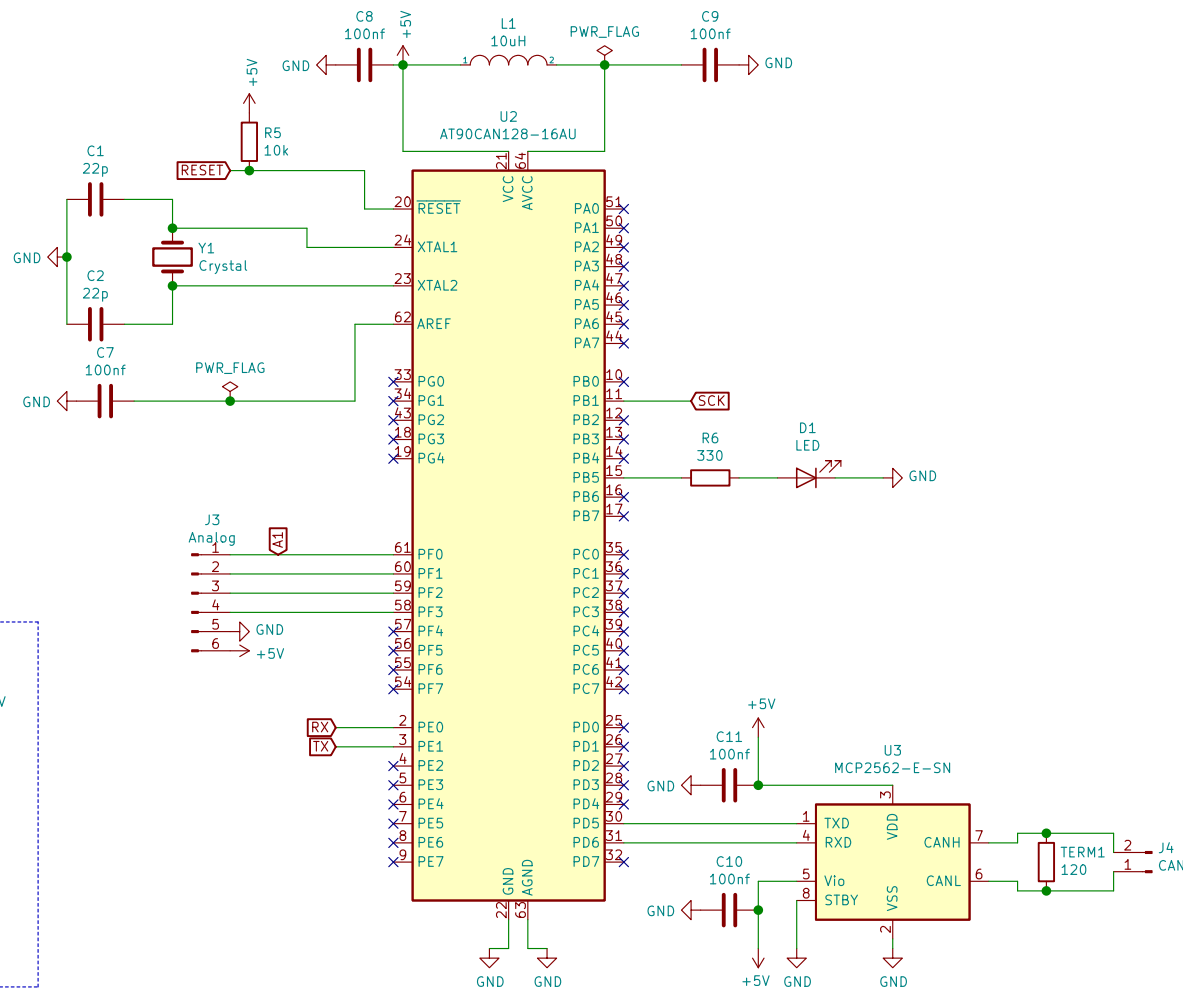 C8
100nf
+5V
L1
10uH
PWR_FLAG
C9
100nf
GND
1
2
GND
+5V
R5
10k
U2
AT90CAN128-16AU
RESET
C1
22p
GND
Y1
Crystal
C2
22p
C7
100nf
GND
PWR_FLAG
21
64
VCC
AVCC
20 RESET
24 XTAL1
23 XTAL2
62 AREF
33 PG0
34 PG1
43 PG2
18 PG3
19 PG4
J3
Analog
A1
1
2
3
4
5 GND
6 +5V
61 PF0
60 PF1
59 PF2
58 PF3
57 PF4
56 PF5
55 PF6
54 PF7
RX
TX
2 PE0
3 PE1
4 PE2
5 PE3
6 PE4
7 PE5
8 PE6
9 PE7
PA0 51
PA1 50
PA2 49
PA3 48
PA4 47
PA5 46
PA6 45
PA7 44
PB0 10
PB1 11
PB2 12
PB3 13
PB4 14
PB5 15
PB6 16
PB7 17
SCK
R6
330
D1
LED
GND
PC0 35
PC1 36
PC2 37
PC3 38
PC4 39
PC5 40
PC6 41
PC7 42
PD0 25
PD1 26
PD2 27
PD3 28
PD4 29
PD5 30
PD6 31
PD7 32
GND
AGND
22
63
GND
GND
V
+5V
C11
100nf
GND
U3
MCP2562-E-SN
3
VDD
1 TXD
4 RXD
5 Vio
8 STBY
CANH 7
CANL 6
VSS
2
C10
100nf
GND
+5V
GND
GND
TERM1
120
2
1
J4
CAN